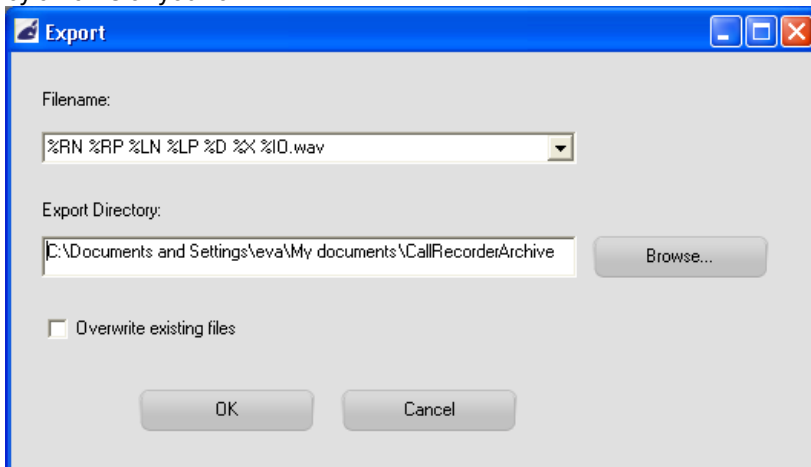 Export
Filename:
%RN %RP %LN %LP %D %X %IO.wav
Export Directory:
C:\Documents and Settings\eva\My documents\CallRecorderArchive
Browse...
Overwrite existing files
OK Cancel